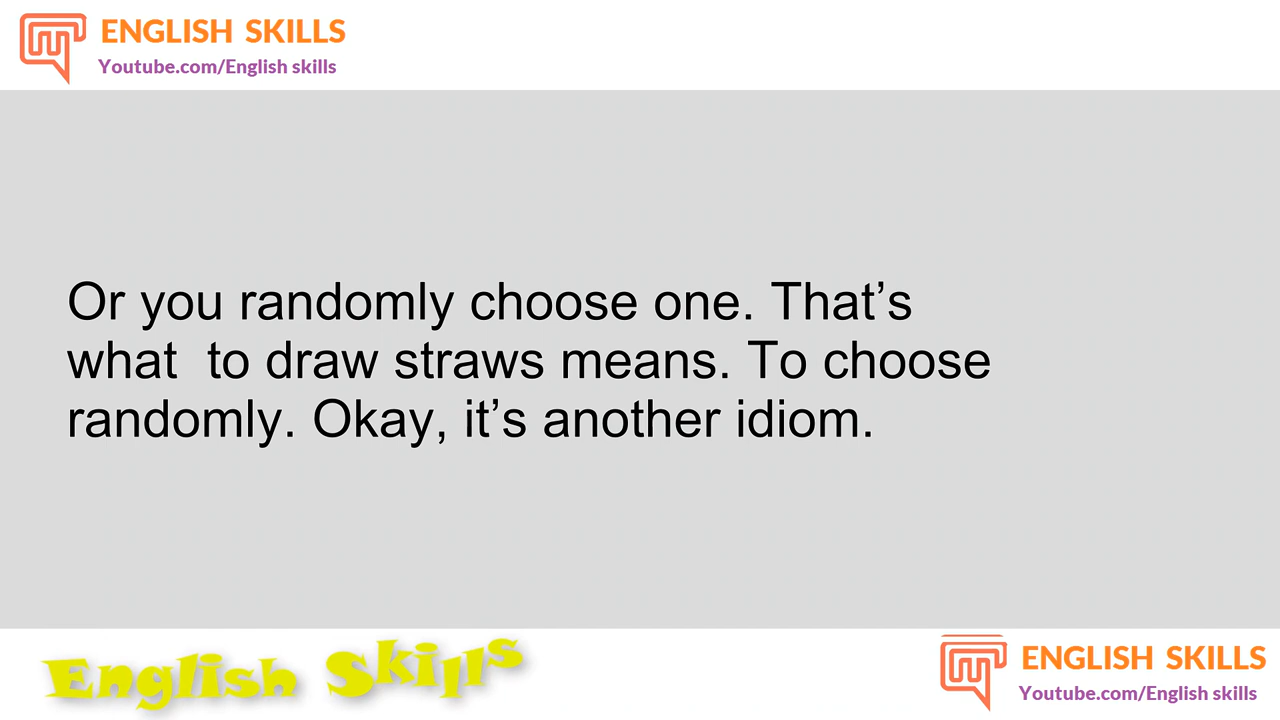 ENGLISH SKILLS
Youtube.com/English skills
Or you randomly choose one. That’s
what  to draw straws means. To choose
randomly. Okay, it’s another idiom.
English Skills
ENGLISH SKILLS
Youtube.com/English skills